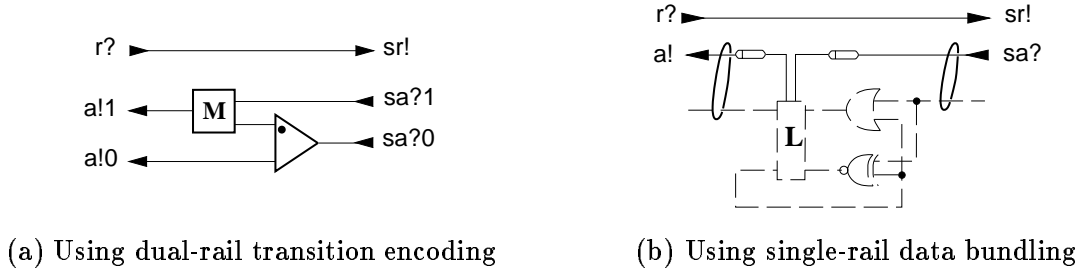 r? sr!
a!1 M sa?1
sa?0
a!0
(a) Using dual-rail transition encoding
r? sr!
a! sa?
L
(b) Using single-rail data bundling